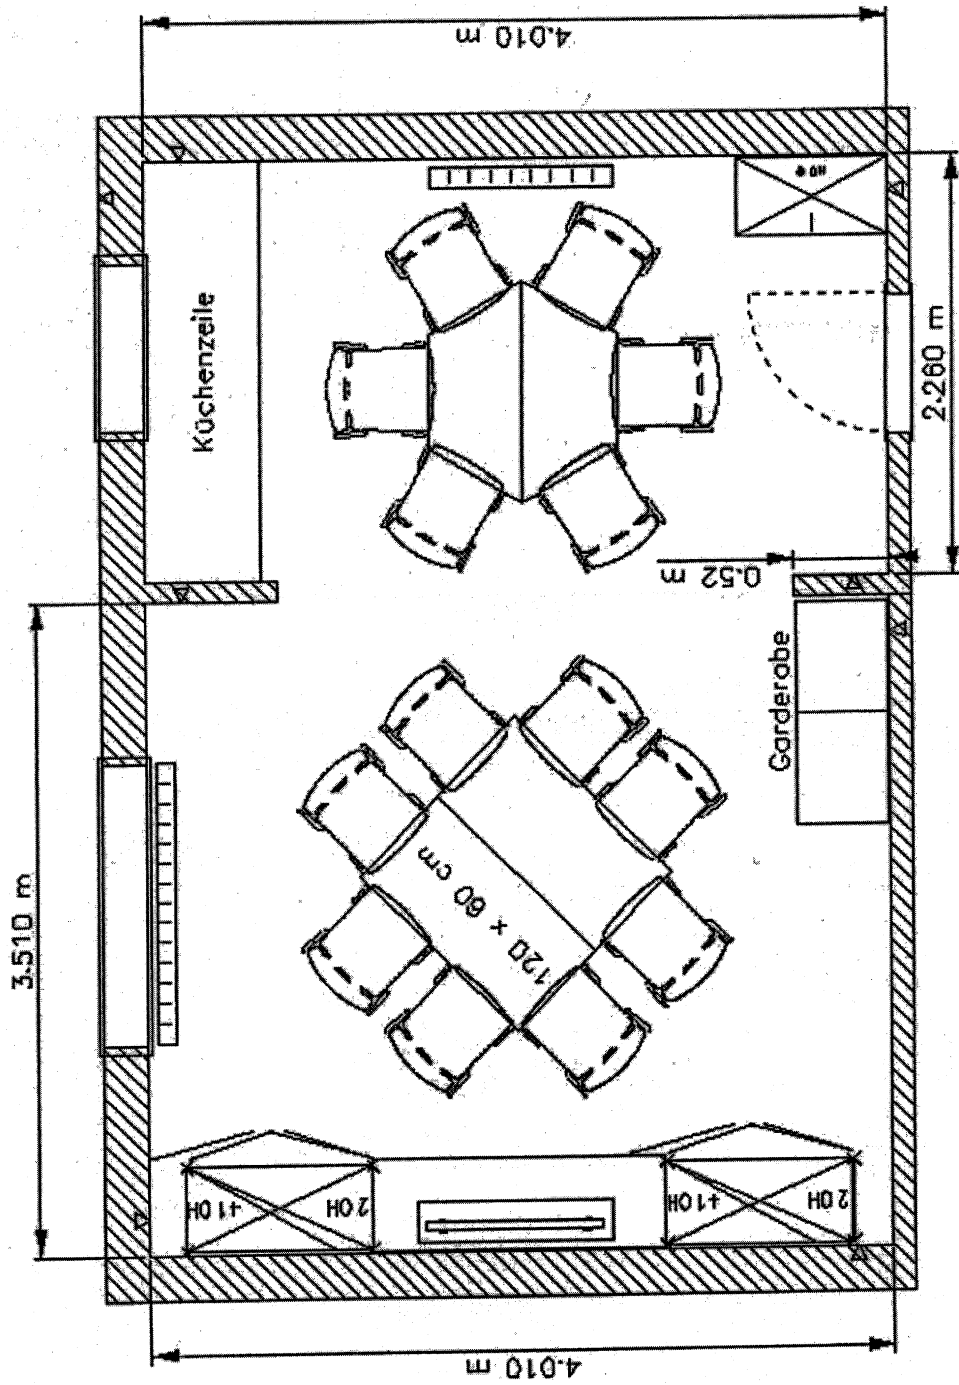 4.010 m
Küchenzeile
2.260 m
0.52 m
Garderobe
3.510 m
120 x 60 cm
+1 OH
2 OH
+1 OH
2 OH
4.010 m